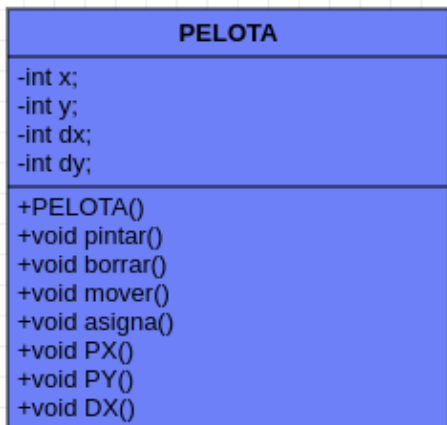 PELOTA
-int x;
-int y;
-int dx;
-int dy;
+PELOTA()
+void pintar()
+void borrar()
+void mover()
+void asigna()
+void PX()
+void PY()
+void DX()